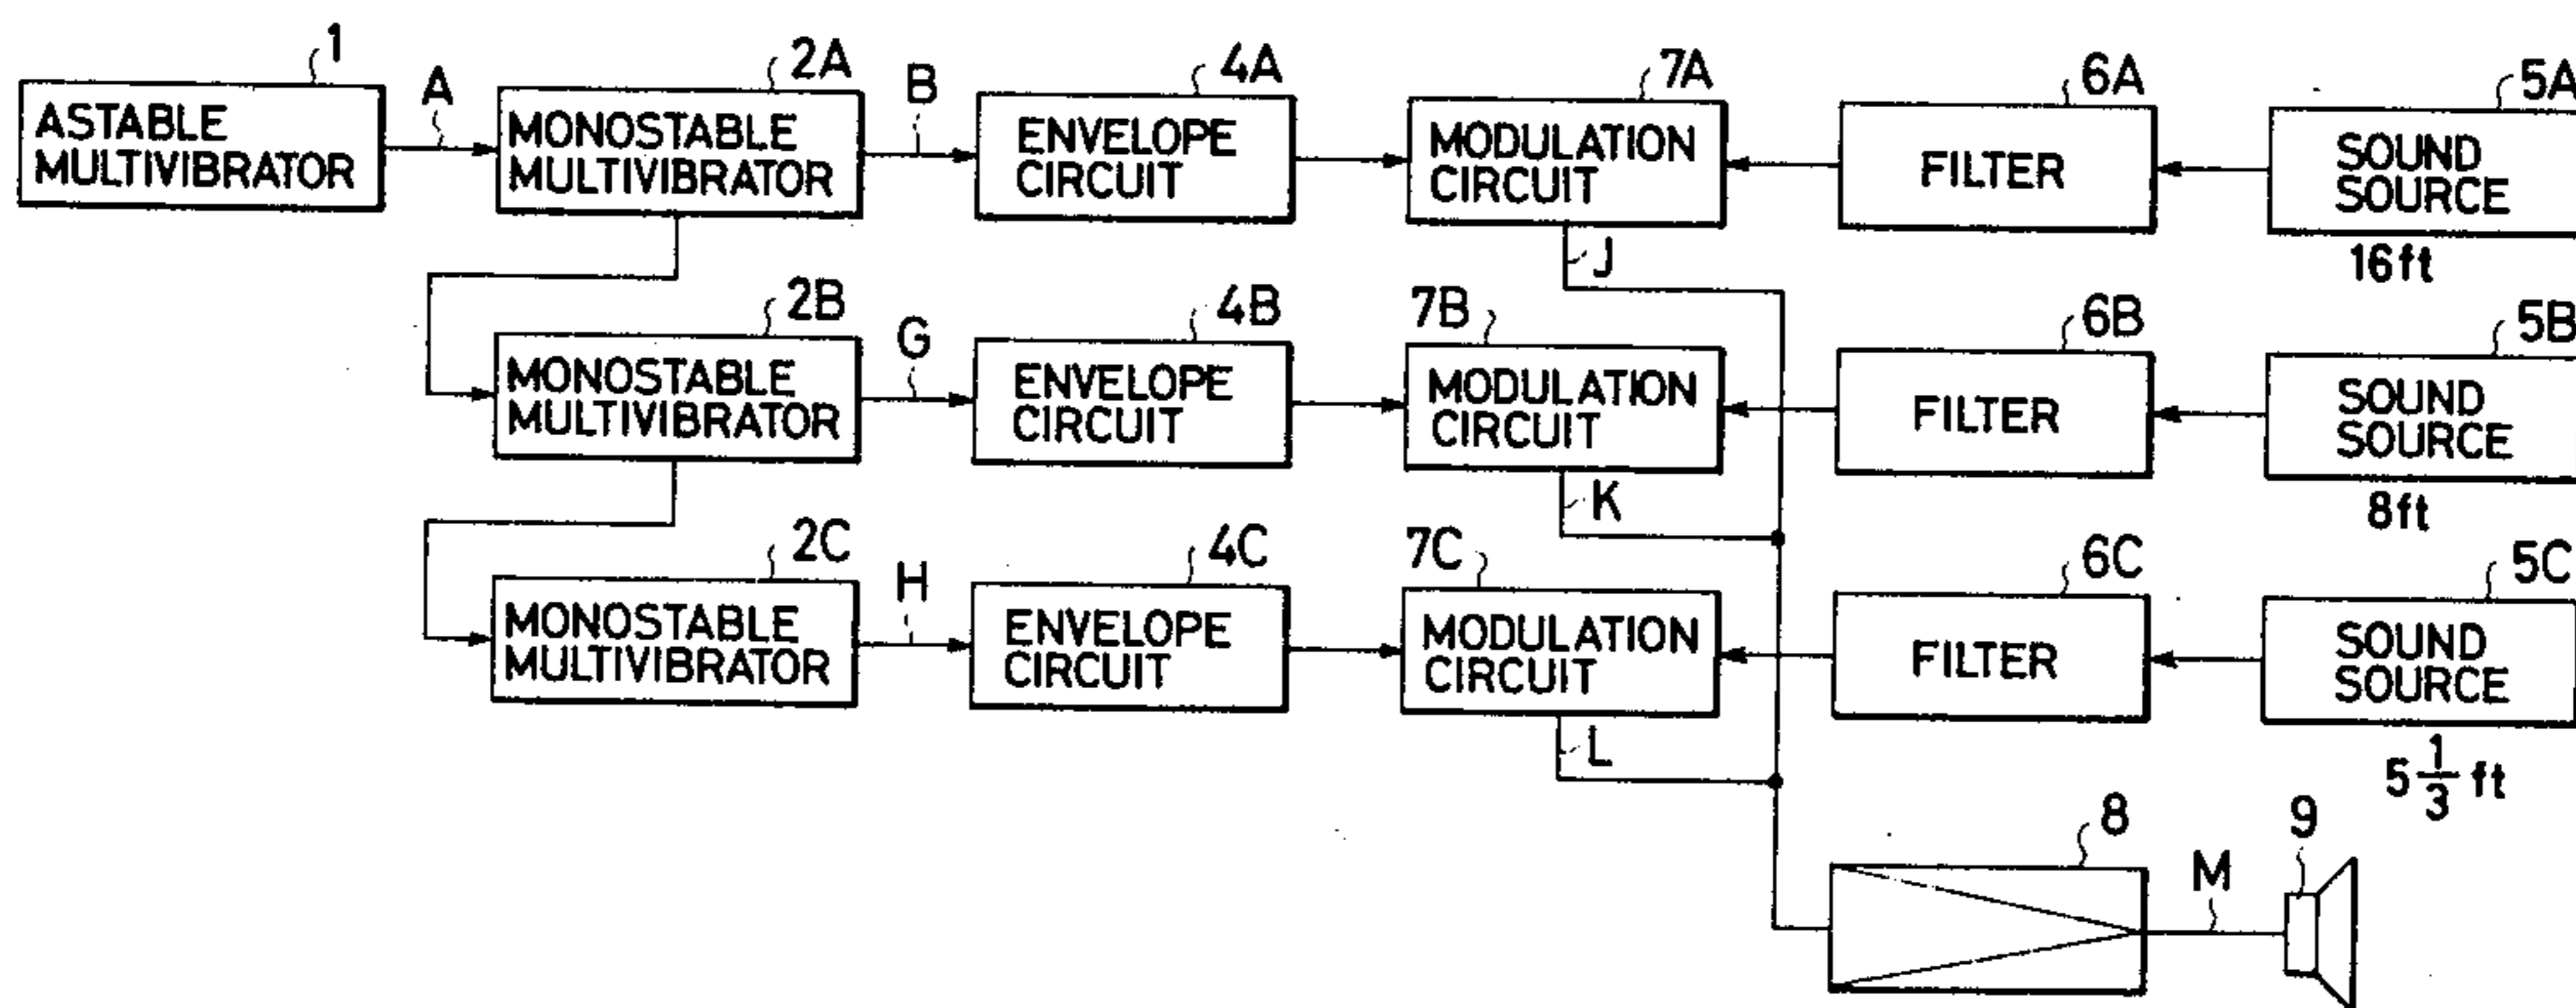 1
A
2A
B
4A
7A
6A
5A
ASTABLE
MULTIVIBRATOR
MONOSTABLE
MULTIVIBRATOR
ENVELOPE
CIRCUIT
MODULATION
CIRCUIT
FILTER
SOUND
SOURCE
16ft
J
2B
G
4B
7B
6B
5B
MONOSTABLE
MULTIVIBRATOR
ENVELOPE
CIRCUIT
MODULATION
CIRCUIT
FILTER
SOUND
SOURCE
8ft
K
2C
H
4C
7C
6C
5C
MONOSTABLE
MULTIVIBRATOR
ENVELOPE
CIRCUIT
MODULATION
CIRCUIT
FILTER
SOUND
SOURCE
5 1/3 ft
L
8
M
9